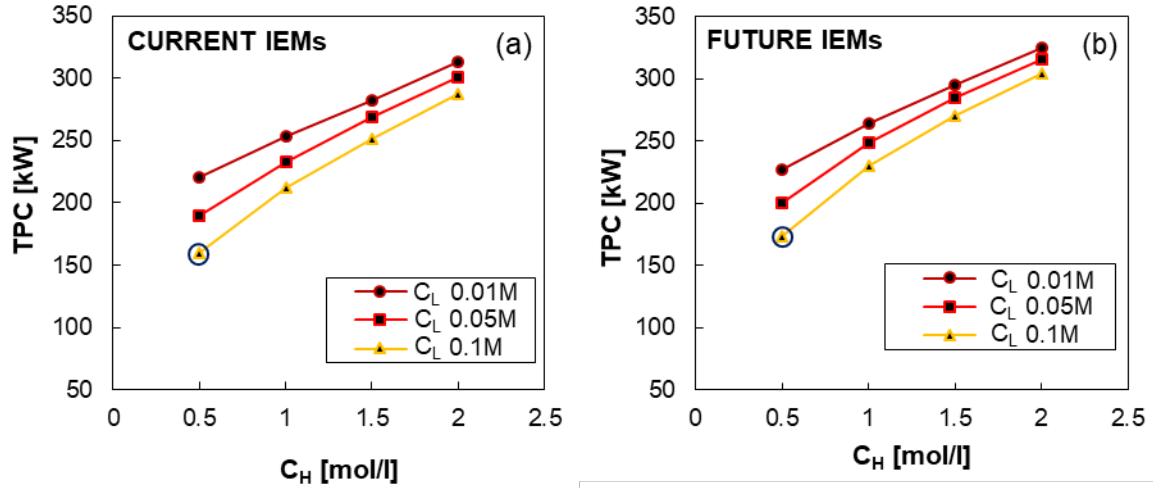 CURRENT IEMs
(a)
TPC [kW]
350
300
250
200
150
100
50
0
0.5
1
1.5
2
2.5
C_H [mol/l]
C_L 0.01M
C_L 0.05M
C_L 0.1M
FUTURE IEMs
(b)
TPC [kW]
350
300
250
200
150
100
50
0
0.5
1
1.5
2
2.5
C_H [mol/l]
C_L 0.01M
C_L 0.05M
C_L 0.1M